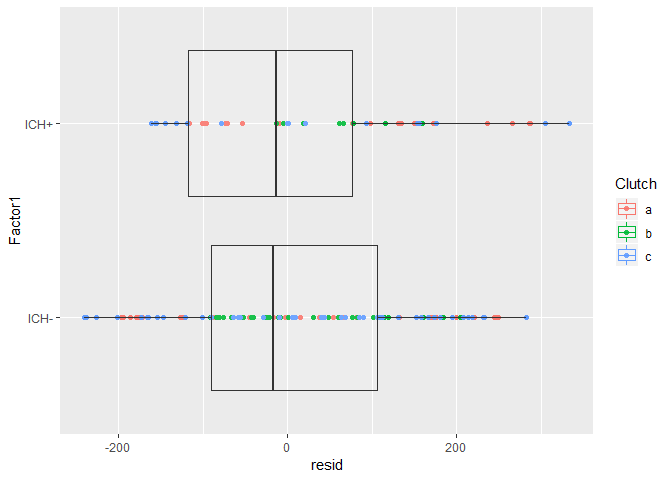 ICH+
ICH-
Factor1
-200
0
200
resid
Clutch
a
b
c